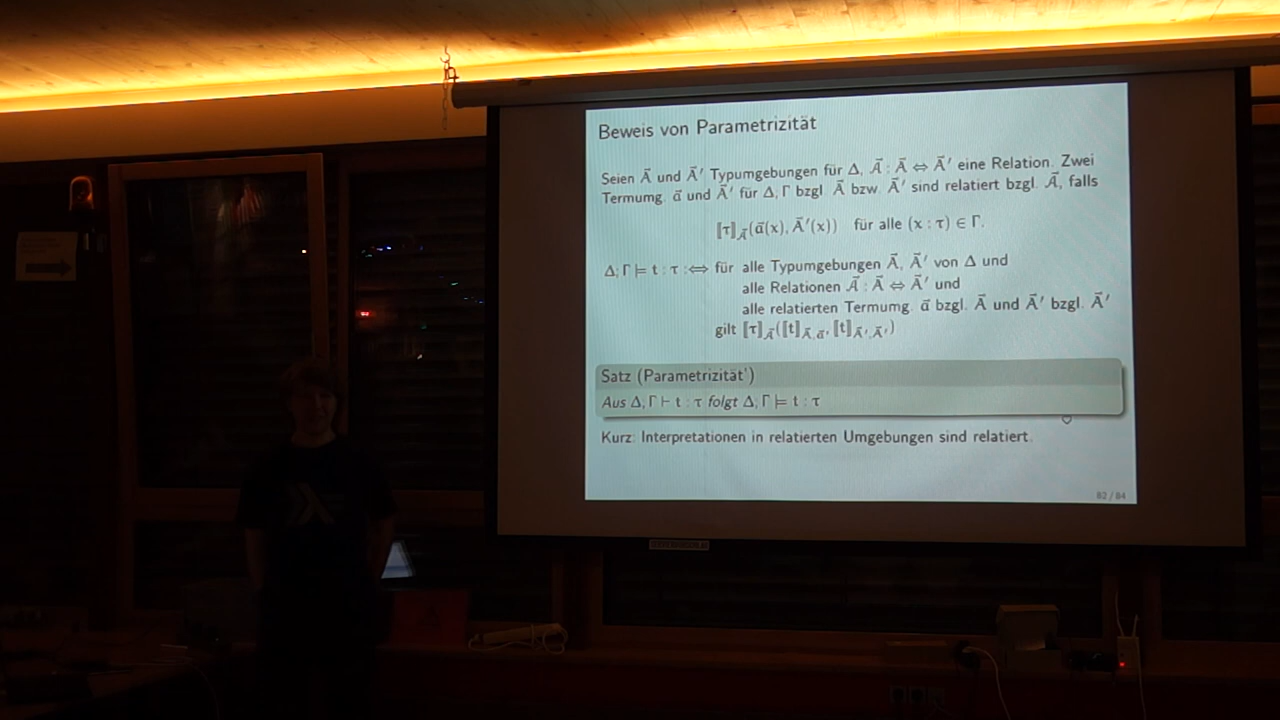 Beweis von Parametrizität
Seien A⃗ und A⃗′ Typumgebungen für Δ, 𝒜⃗ : A⃗ ⇔ A⃗′ eine Relation. Zwei
Termumg. a⃗ und A⃗′ für Δ; Γ bzgl A⃗ bzw. A⃗′ sind relatiert bzgl. 𝒜⃗, falls
⟦τ⟧𝒜⃗(a⃗(x), A⃗′(x)) für alle (x : τ) ∈ Γ.
Δ; Γ ⊨ t : τ :⟺ für alle Typumgebungen A⃗, A⃗′ von Δ und
alle Relationen 𝒜⃗ : A⃗ ⇔ A⃗′ und
alle relatierten Termumg. a⃗ bzgl. A⃗ und A⃗′ bzgl. A⃗′
gilt ⟦τ⟧𝒜⃗(⟦t⟧A⃗,a⃗, ⟦t⟧A⃗′,A⃗′)
Satz (Parametrizität')
Aus Δ; Γ ⊢ t : τ folgt Δ; Γ ⊨ t : τ
Kurz: Interpretationen in relatierten Umgebungen sind relatiert.
82 / 84